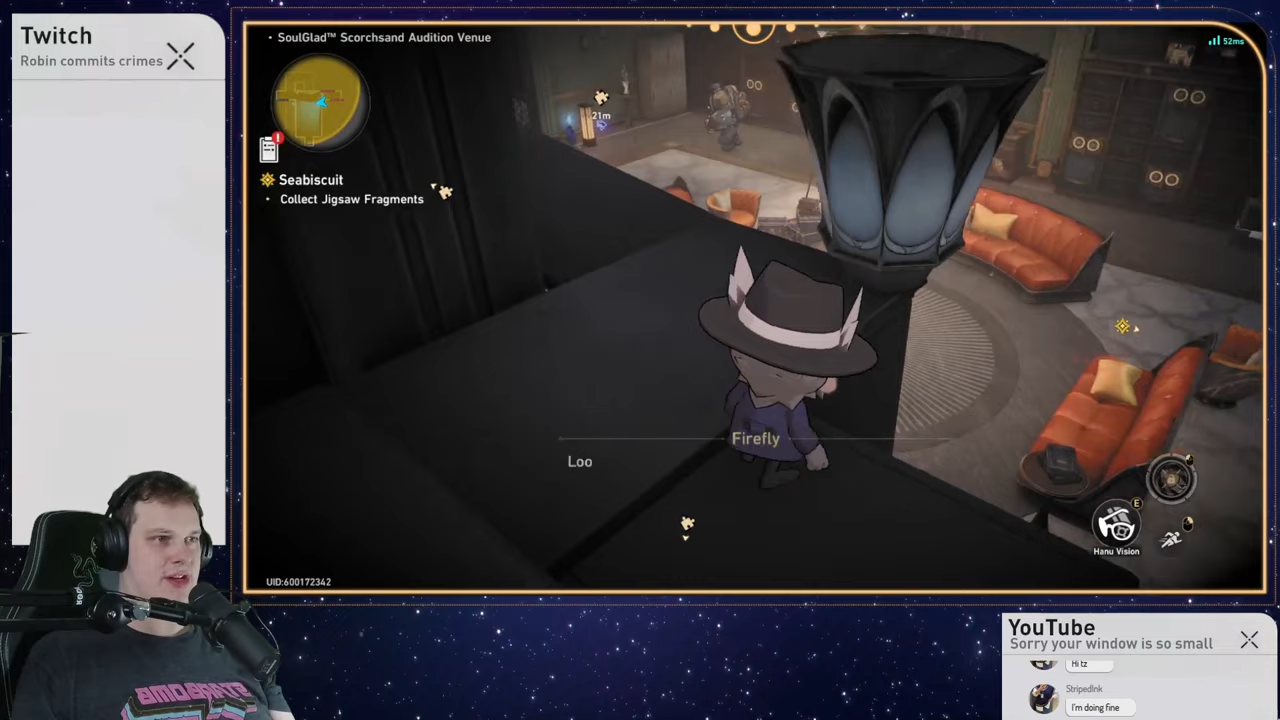 Twitch
Robin commits crimes
• SoulGlad™ Scorchsand Audition Venue
52ms
21m
Seabiscuit
• Collect Jigsaw Fragments
Firefly
Loo
E
Hanu Vision
UID:600172342
YouTube
Sorry your window is so small
Hi tz
StripedInk
I'm doing fine